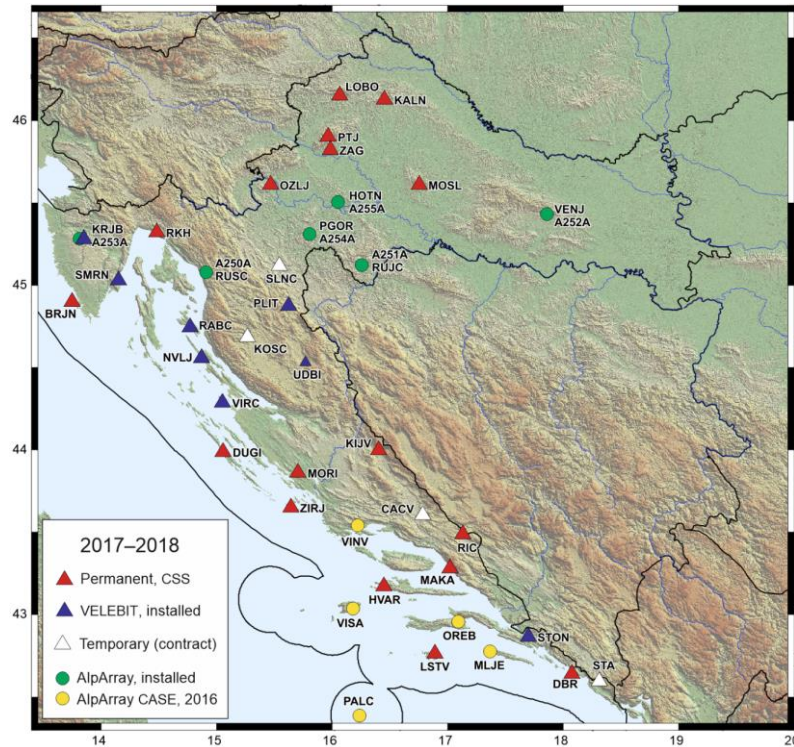 LOBO
KALN
46
PTJ
ZAG
OZLJ
MOSL
HOTN
A255A
VENJ
A252A
KRJB
A253A
RKH
PGOR
A254A
A251A
RUJC
A250A
RUSC
SLNC
SMRN
45
PLIT
BRJN
RABC
KOSC
NVLJ
UDBI
VIRC
44
KIJV
DUGI
MORI
ZIRJ
CACV
VINV
RIC
MAKA
HVAR
43
VISA
OREB
STON
LSTV
MLJE
STA
DBR
PALC
2017–2018
Permanent, CSS
VELEBIT, installed
Temporary (contract)
AlpArray, installed
AlpArray CASE, 2016
14 15 16 17 18 19 20